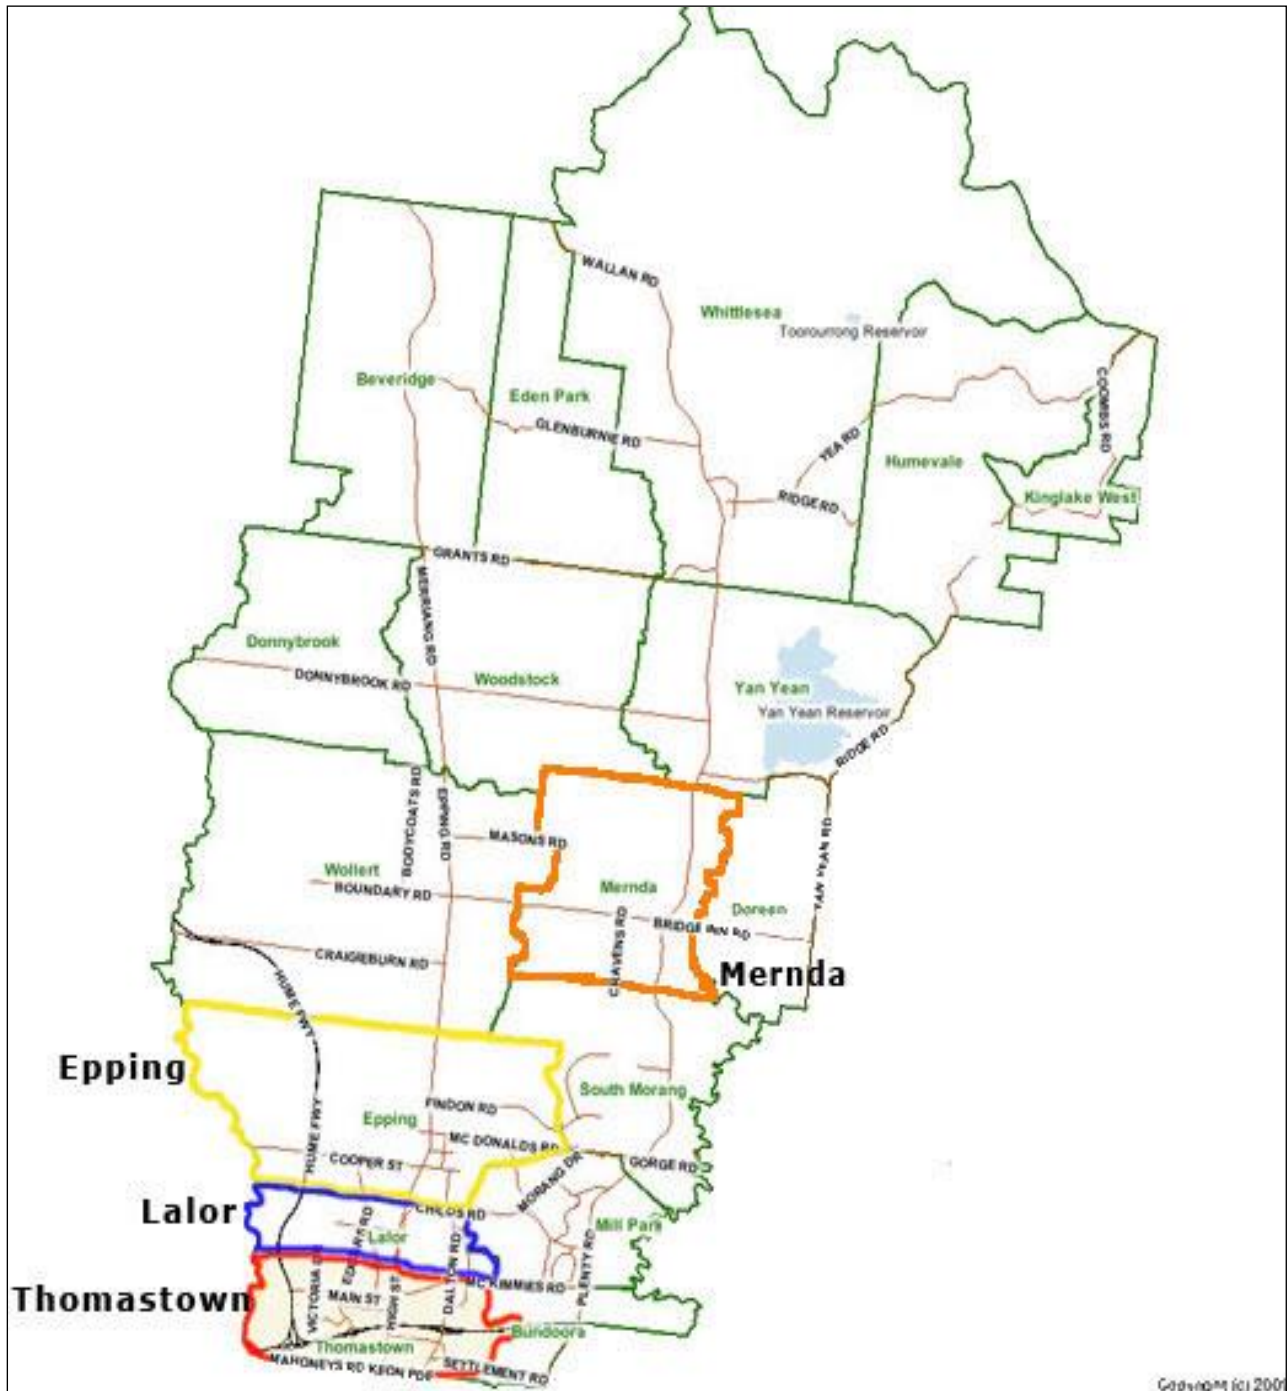 WALLAN RD
Whittlesea
Toorourrong Reservoir
Beveridge
Eden Park
COOMBS RD
GLENBURNIE RD
YEA RD
Humevale
RIDGE RD
Kinglake West
GRANTS RD
MERRIANG RD
Donnybrook
DONNYBROOK RD
Woodstock
Yan Yean
Yan Yean Reservoir
RIDGE RD
BODYCOATS RD
EPPING RD
MASONS RD
YAN YEAN RD
Wollert
BOUNDARY RD
Mernda
Doreen
BRIDGE INN RD
CRAIGIEBURN RD
CRAVENS RD
Mernda
HUME FWY
Epping
South Morang
FINDON RD
Epping
MC DONALDS RD
HUME FWY
COOPER ST
MORANG DR
GORGE RD
Lalor
CHILDS RD
EDGARS RD
Lalor
Mill Park
DALTON RD
PLENTY RD
MC KIMMIES RD
Thomastown
VICTORIA DR
MAIN ST
HIGH ST
Bundoora
Thomastown
MAHONEYS RD
KEON PDE
SETTLEMENT RD